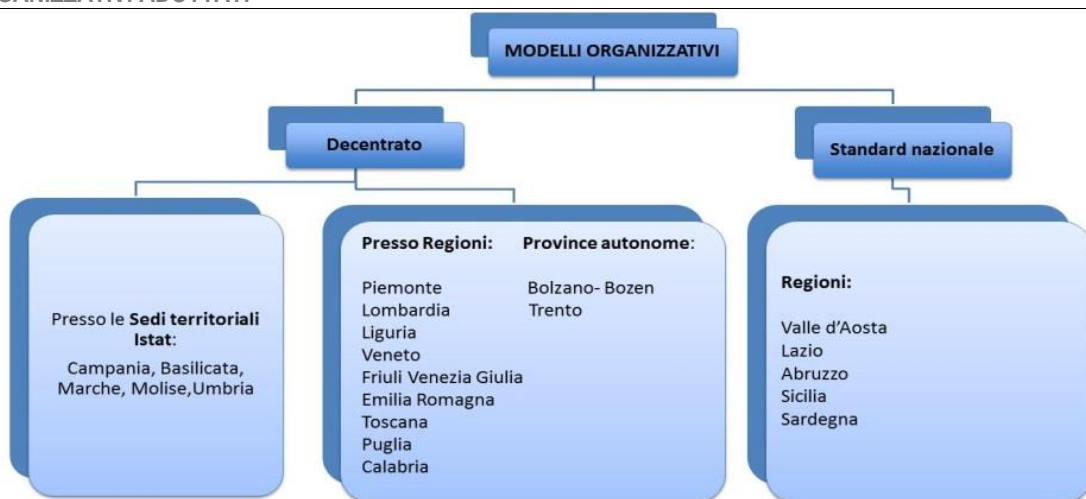 MODELLI ORGANIZZATIVI
Decentrato
Standard nazionale
Presso le Sedi territoriali
Istat:
Campania, Basilicata,
Marche, Molise,Umbria
Presso Regioni:
Piemonte
Lombardia
Liguria
Veneto
Friuli Venezia Giulia
Emilia Romagna
Toscana
Puglia
Calabria
Province autonome:
Bolzano- Bozen
Trento
Regioni:
Valle d’Aosta
Lazio
Abruzzo
Sicilia
Sardegna